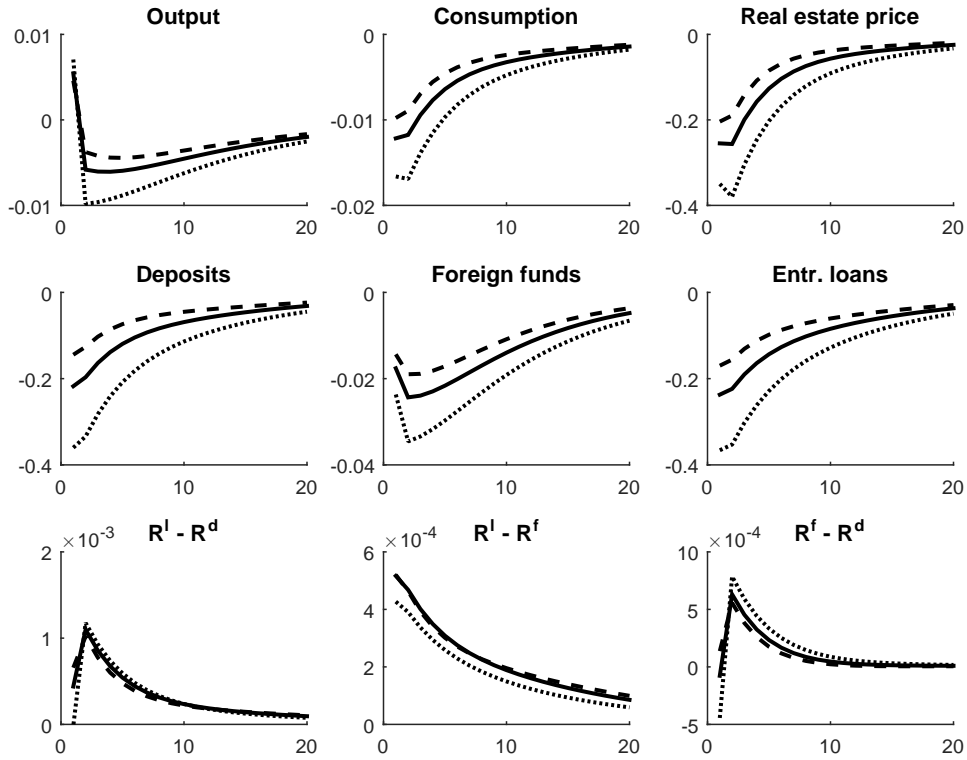 Output
0.01
0
-0.01
0 10 20
Consumption
0
-0.01
-0.02
0 10 20
Real estate price
0
-0.2
-0.4
0 10 20
Deposits
0
-0.2
-0.4
0 10 20
Foreign funds
0
-0.02
-0.04
0 10 20
Entr. loans
0
-0.2
-0.4
0 10 20
R^l - R^d
×10^-3
2
1
0
0 10 20
R^l - R^f
×10^-4
6
4
2
0
0 10 20
R^f - R^d
×10^-4
10
5
0
-5
0 10 20